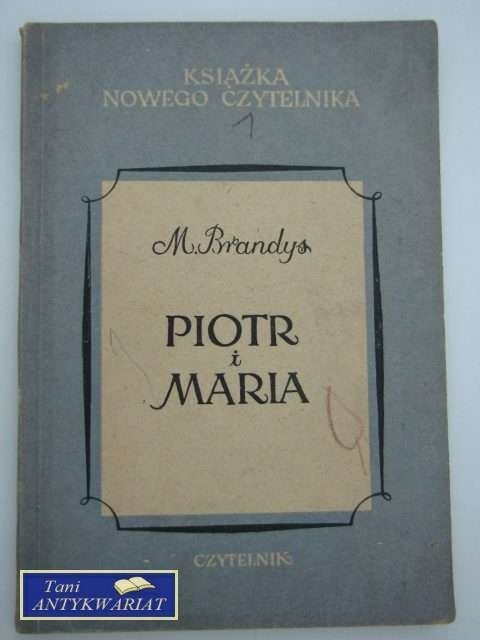 KSIĄŻKA
NOWEGO CZYTELNIKA
1
M. Brandys
PIOTR
i
MARIA
CZYTELNIK
Tani
ANTYKWARIAT